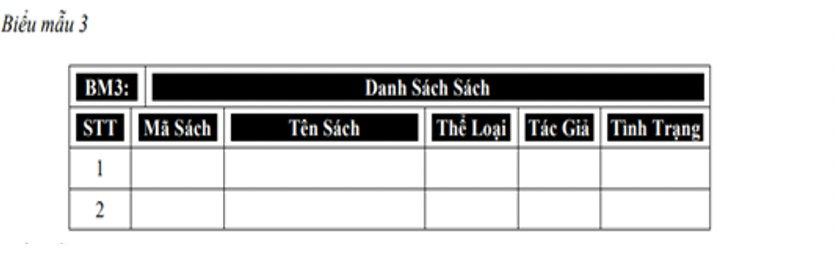 Biểu mẫu 3
BM3: Danh Sách Sách
STT Mã Sách Tên Sách Thể Loại Tác Giả Tình Trạng
1
2